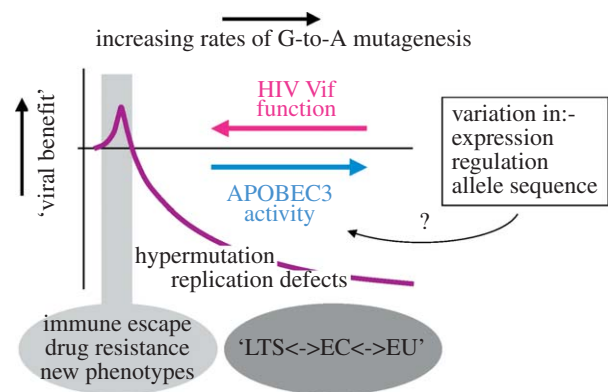 increasing rates of G-to-A mutagenesis
'viral benefit'
HIV Vif
function
APOBEC3
activity
variation in:-
expression
regulation
allele sequence
?
hypermutation
replication defects
immune escape
drug resistance
new phenotypes
'LTS<->EC<->EU'